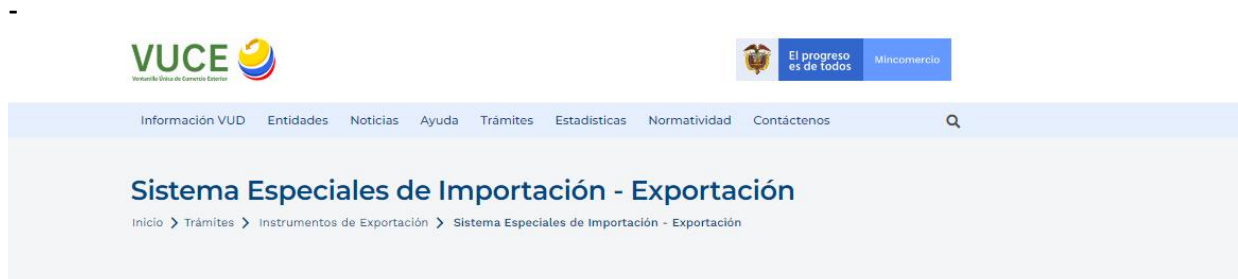 -
VUCE
Ventanilla Única de Comercio Exterior
El progreso
es de todos
Mincomercio
Información VUD Entidades Noticias Ayuda Trámites Estadísticas Normatividad Contáctenos
Sistema Especiales de Importación - Exportación
Inicio > Trámites > Instrumentos de Exportación > Sistema Especiales de Importación - Exportación